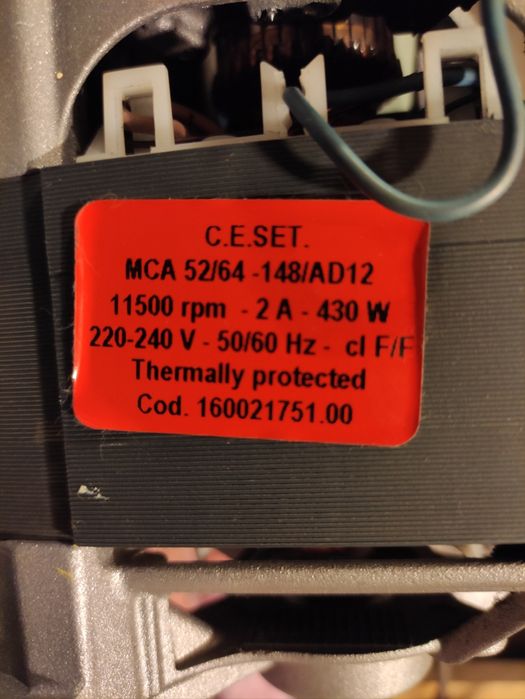 C.E.SET.
MCA 52/64 -148/AD12
11500 rpm - 2 A - 430 W
220-240 V - 50/60 Hz - cl F/F
Thermally protected
Cod. 160021751.00